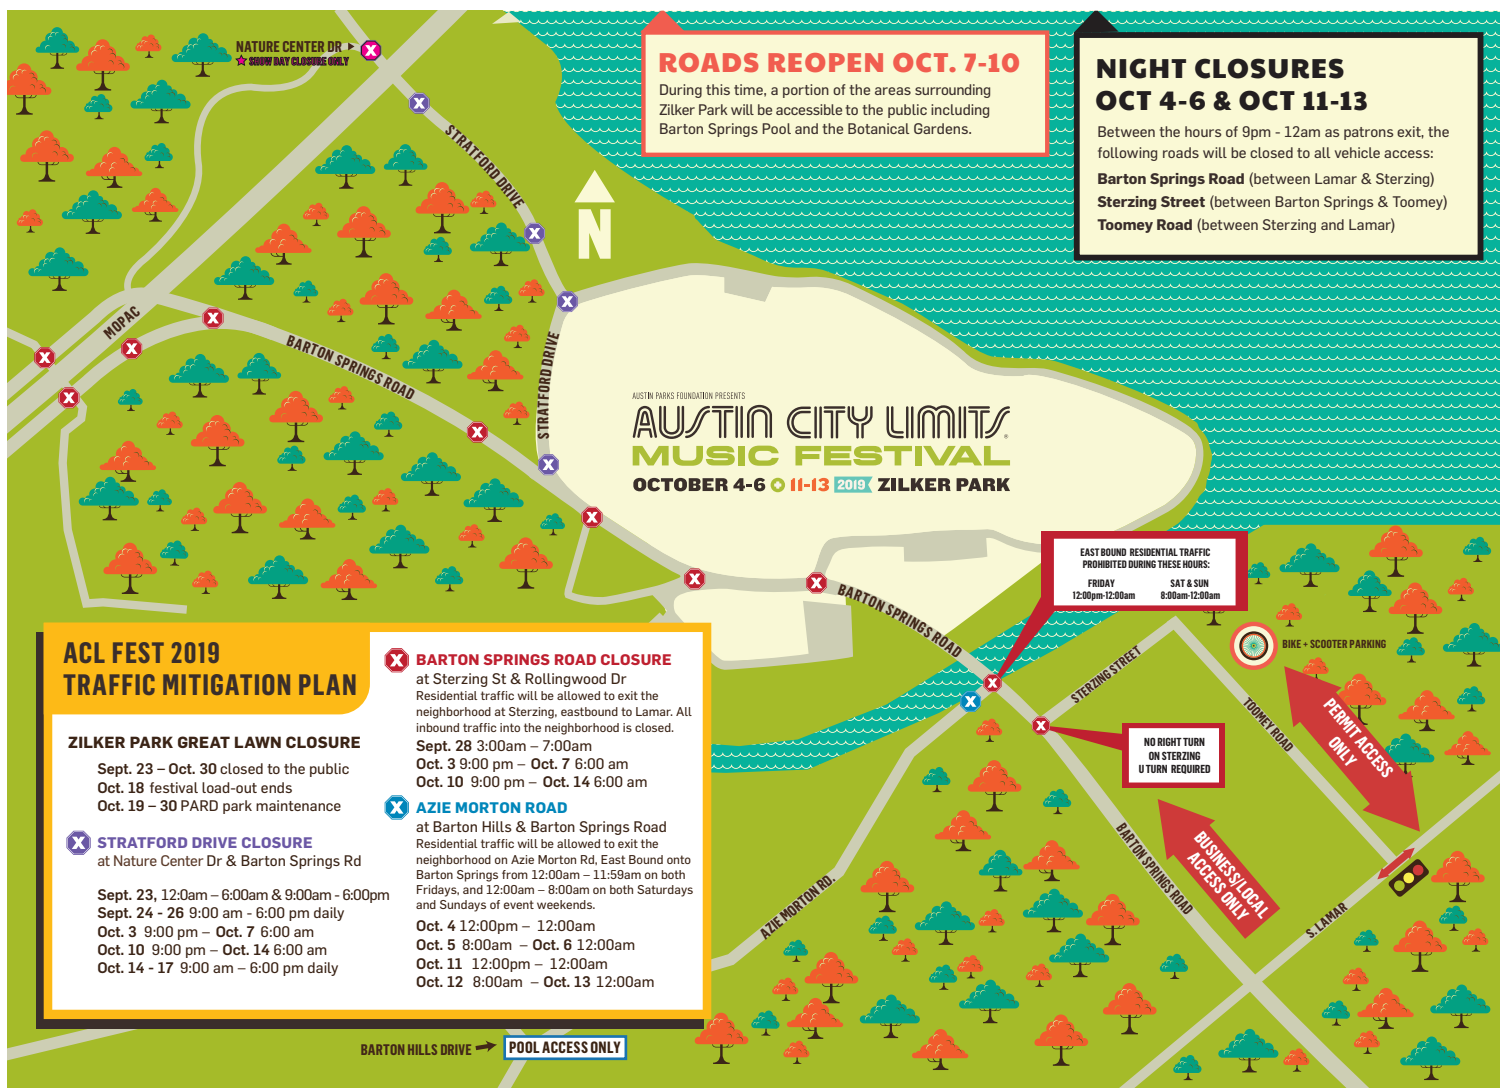 NATURE CENTER DR
SHOW DAY CLOSURE ONLY
X
X
STRATFORD DRIVE
N
X
X
ROADS REOPEN OCT. 7-10
During this time, a portion of the areas surrounding
Zilker Park will be accessible to the public including
Barton Springs Pool and the Botanical Gardens.
NIGHT CLOSURES
OCT 4-6 & OCT 11-13
Between the hours of 9pm - 12am as patrons exit, the
following roads will be closed to all vehicle access:
Barton Springs Road (between Lamar & Sterzing)
Sterzing Street (between Barton Springs & Toomey)
Toomey Road (between Sterzing and Lamar)
MOPAC
X
X
X
X
BARTON SPRINGS ROAD
STRATFORD DRIVE
X
X
X
X
X
AUSTIN PARKS FOUNDATION PRESENTS
AUSTIN CITY LIMITS®
MUSIC FESTIVAL
OCTOBER 4-6 + 11-13 2019 ZILKER PARK
BARTON SPRINGS ROAD
EAST BOUND RESIDENTIAL TRAFFIC
PROHIBITED DURING THESE HOURS:
FRIDAY SAT & SUN
12:00pm-12:00am 8:00am-12:00am
X
X
X
STERZING STREET
BIKE + SCOOTER PARKING
TOOMEY ROAD
PERMIT ACCESS
ONLY
NO RIGHT TURN
ON STERZING
U TURN REQUIRED
BUSINESS/LOCAL
ACCESS ONLY
BARTON SPRINGS ROAD
S. LAMAR
AZIE MORTON RD.
ACL FEST 2019
TRAFFIC MITIGATION PLAN
ZILKER PARK GREAT LAWN CLOSURE
Sept. 23 – Oct. 30 closed to the public
Oct. 18 festival load-out ends
Oct. 19 – 30 PARD park maintenance
X STRATFORD DRIVE CLOSURE
at Nature Center Dr & Barton Springs Rd
Sept. 23, 12:0am – 6:00am & 9:00am - 6:00pm
Sept. 24 - 26 9:00 am - 6:00 pm daily
Oct. 3 9:00 pm – Oct. 7 6:00 am
Oct. 10 9:00 pm – Oct. 14 6:00 am
Oct. 14 - 17 9:00 am – 6:00 pm daily
X BARTON SPRINGS ROAD CLOSURE
at Sterzing St & Rollingwood Dr
Residential traffic will be allowed to exit the
neighborhood at Sterzing, eastbound to Lamar. All
inbound traffic into the neighborhood is closed.
Sept. 28 3:00am – 7:00am
Oct. 3 9:00 pm – Oct. 7 6:00 am
Oct. 10 9:00 pm – Oct. 14 6:00 am
X AZIE MORTON ROAD
at Barton Hills & Barton Springs Road
Residential traffic will be allowed to exit the
neighborhood on Azie Morton Rd, East Bound onto
Barton Springs from 12:00am – 11:59am on both
Fridays, and 12:00am – 8:00am on both Saturdays
and Sundays of event weekends.
Oct. 4 12:00pm – 12:00am
Oct. 5 8:00am – Oct. 6 12:00am
Oct. 11 12:00pm – 12:00am
Oct. 12 8:00am – Oct. 13 12:00am
BARTON HILLS DRIVE
POOL ACCESS ONLY